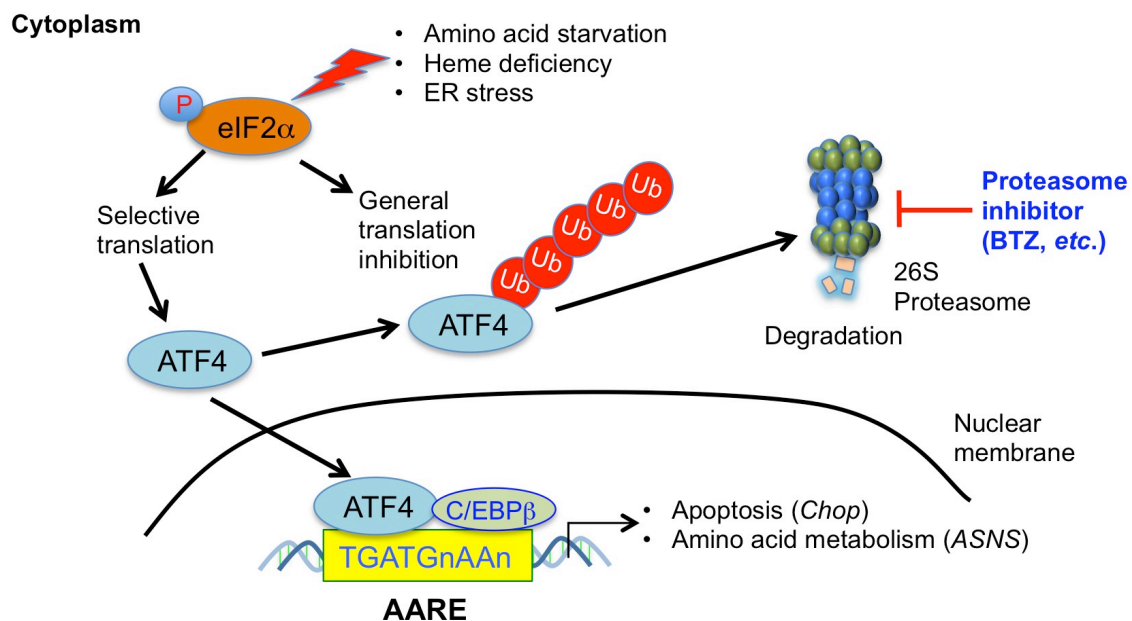 Cytoplasm
• Amino acid starvation
• Heme deficiency
• ER stress
P
eIF2α
Selective
translation
General
translation
inhibition
Ub
Ub
Ub
Ub
Ub
ATF4
ATF4
Proteasome
inhibitor
(BTZ, etc.)
26S
Proteasome
Degradation
Nuclear
membrane
ATF4
C/EBPβ
TGATGnAAn
AARE
• Apoptosis (Chop)
• Amino acid metabolism (ASNS)